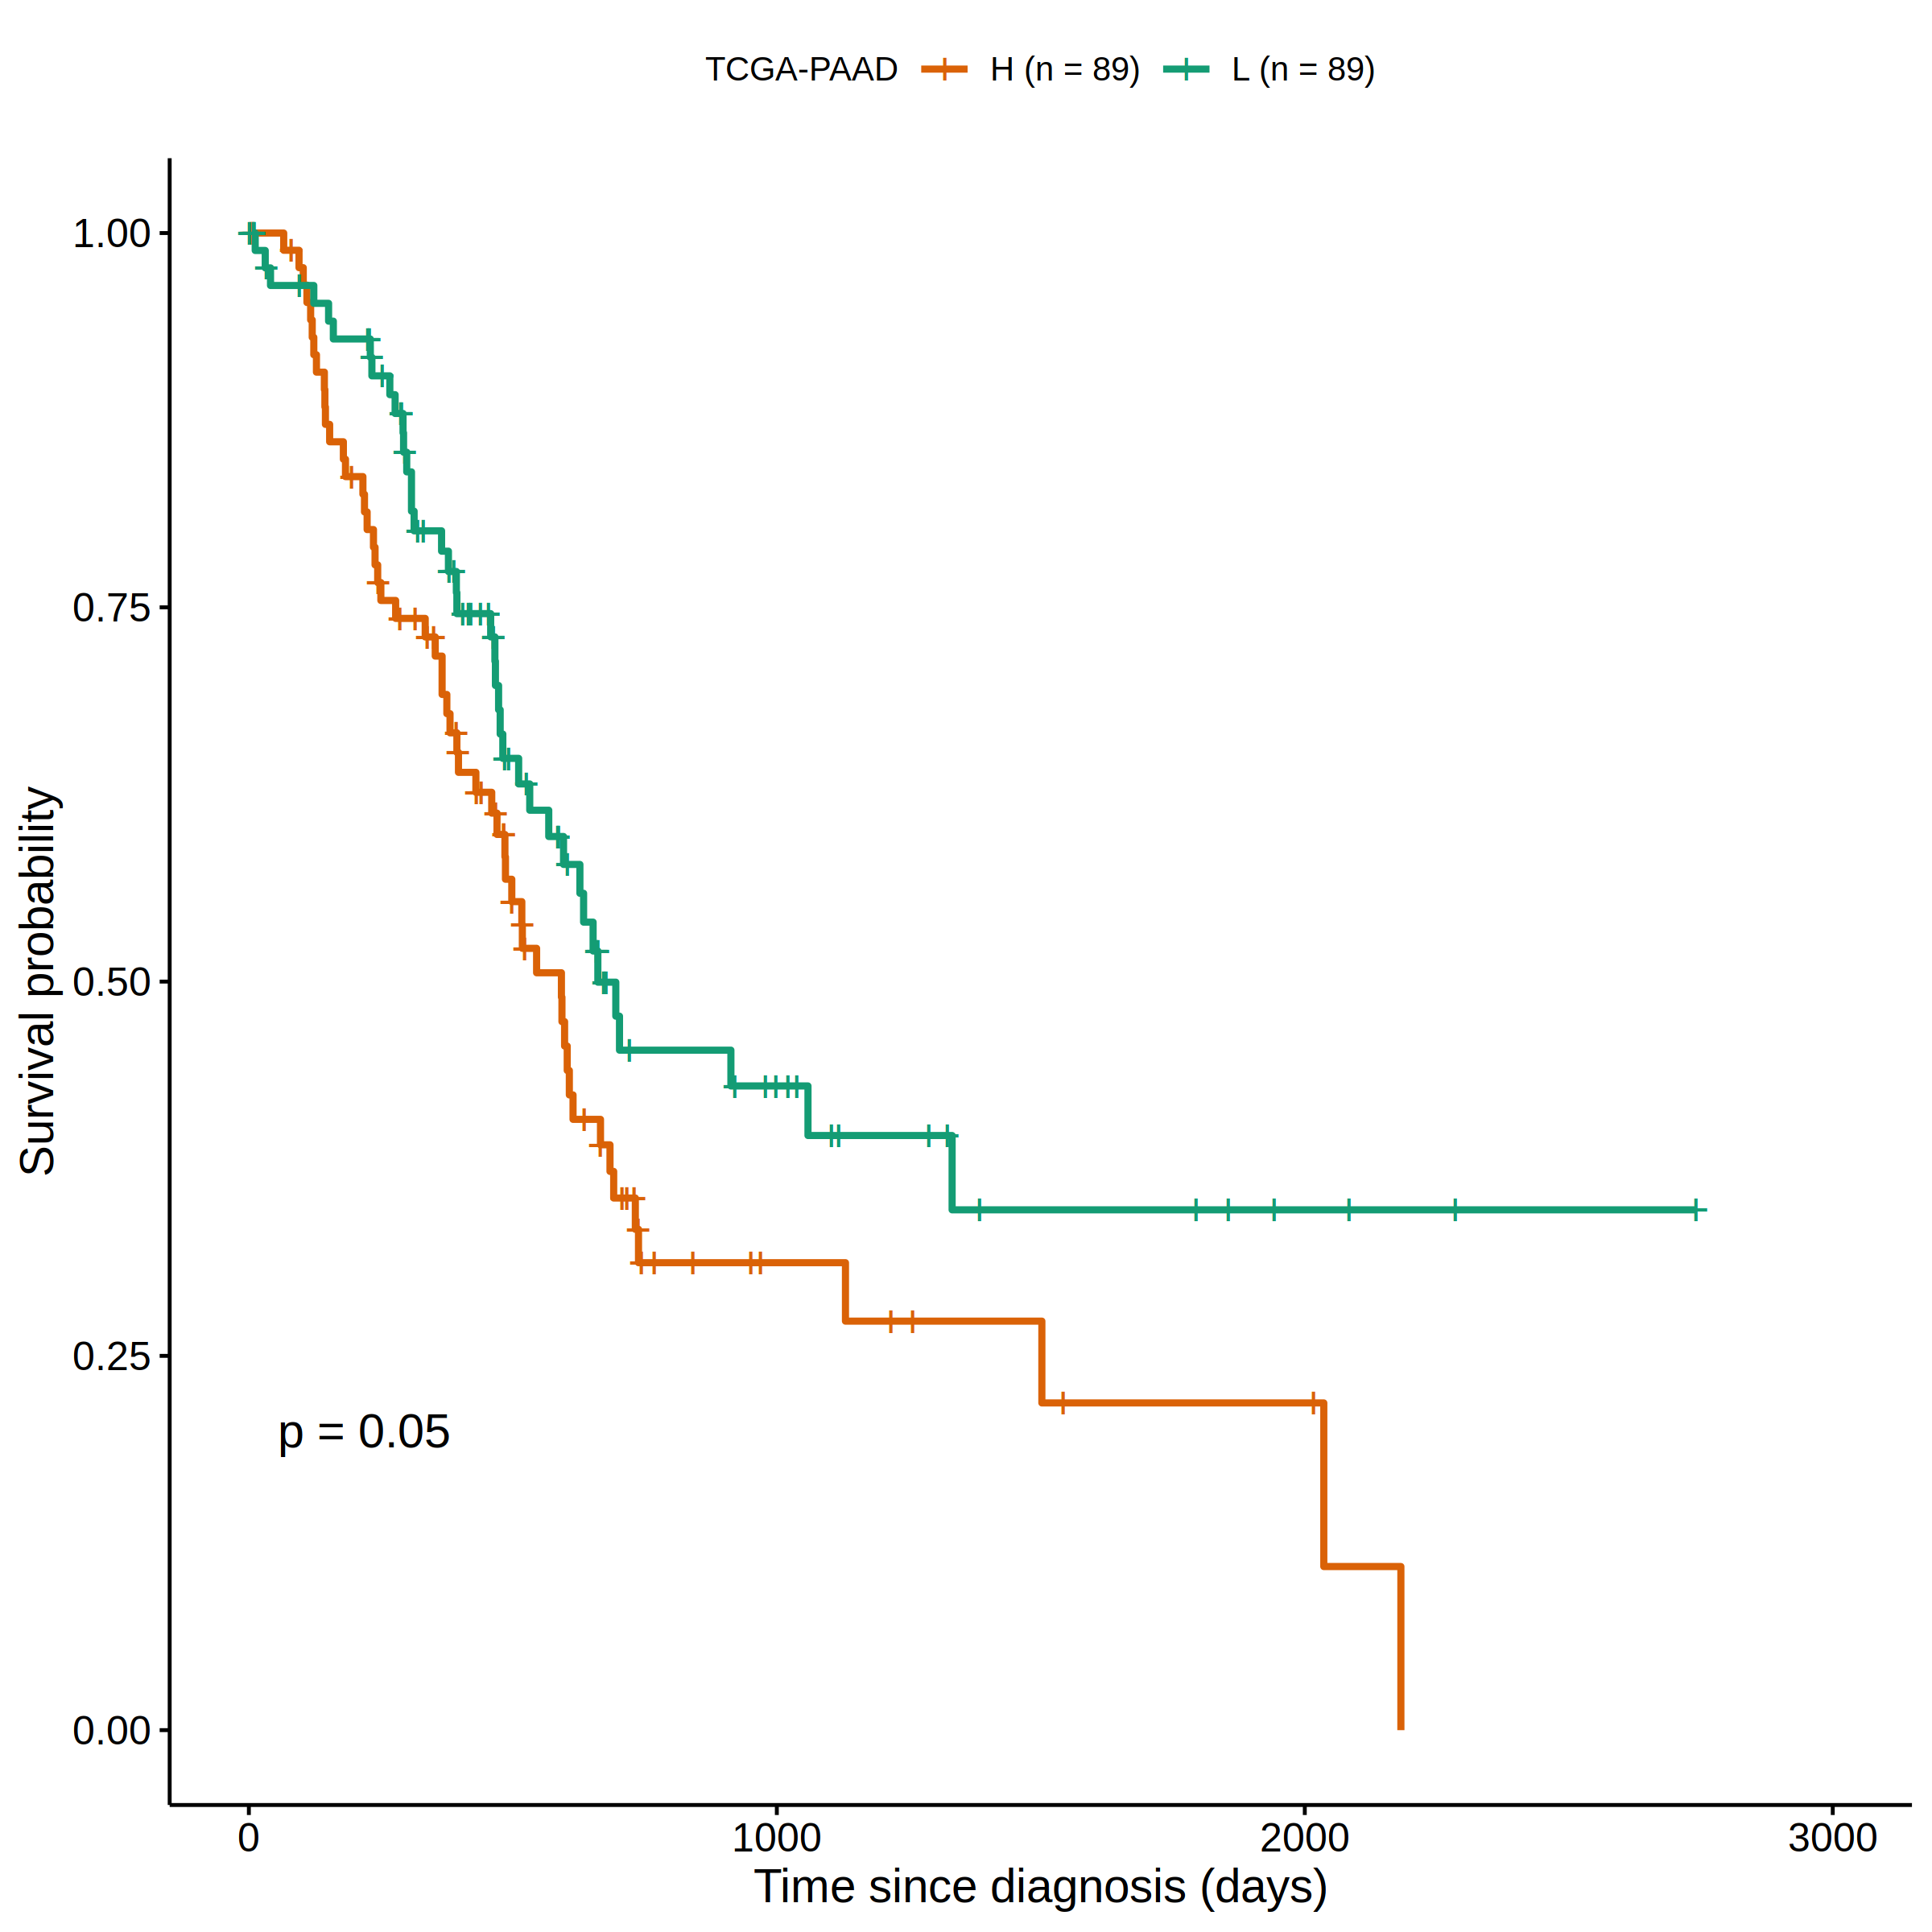 TCGA-PAAD H (n = 89) L (n = 89)
1.00
0.75
0.50
0.25
0.00
Survival probability
p = 0.05
0 1000 2000 3000
Time since diagnosis (days)